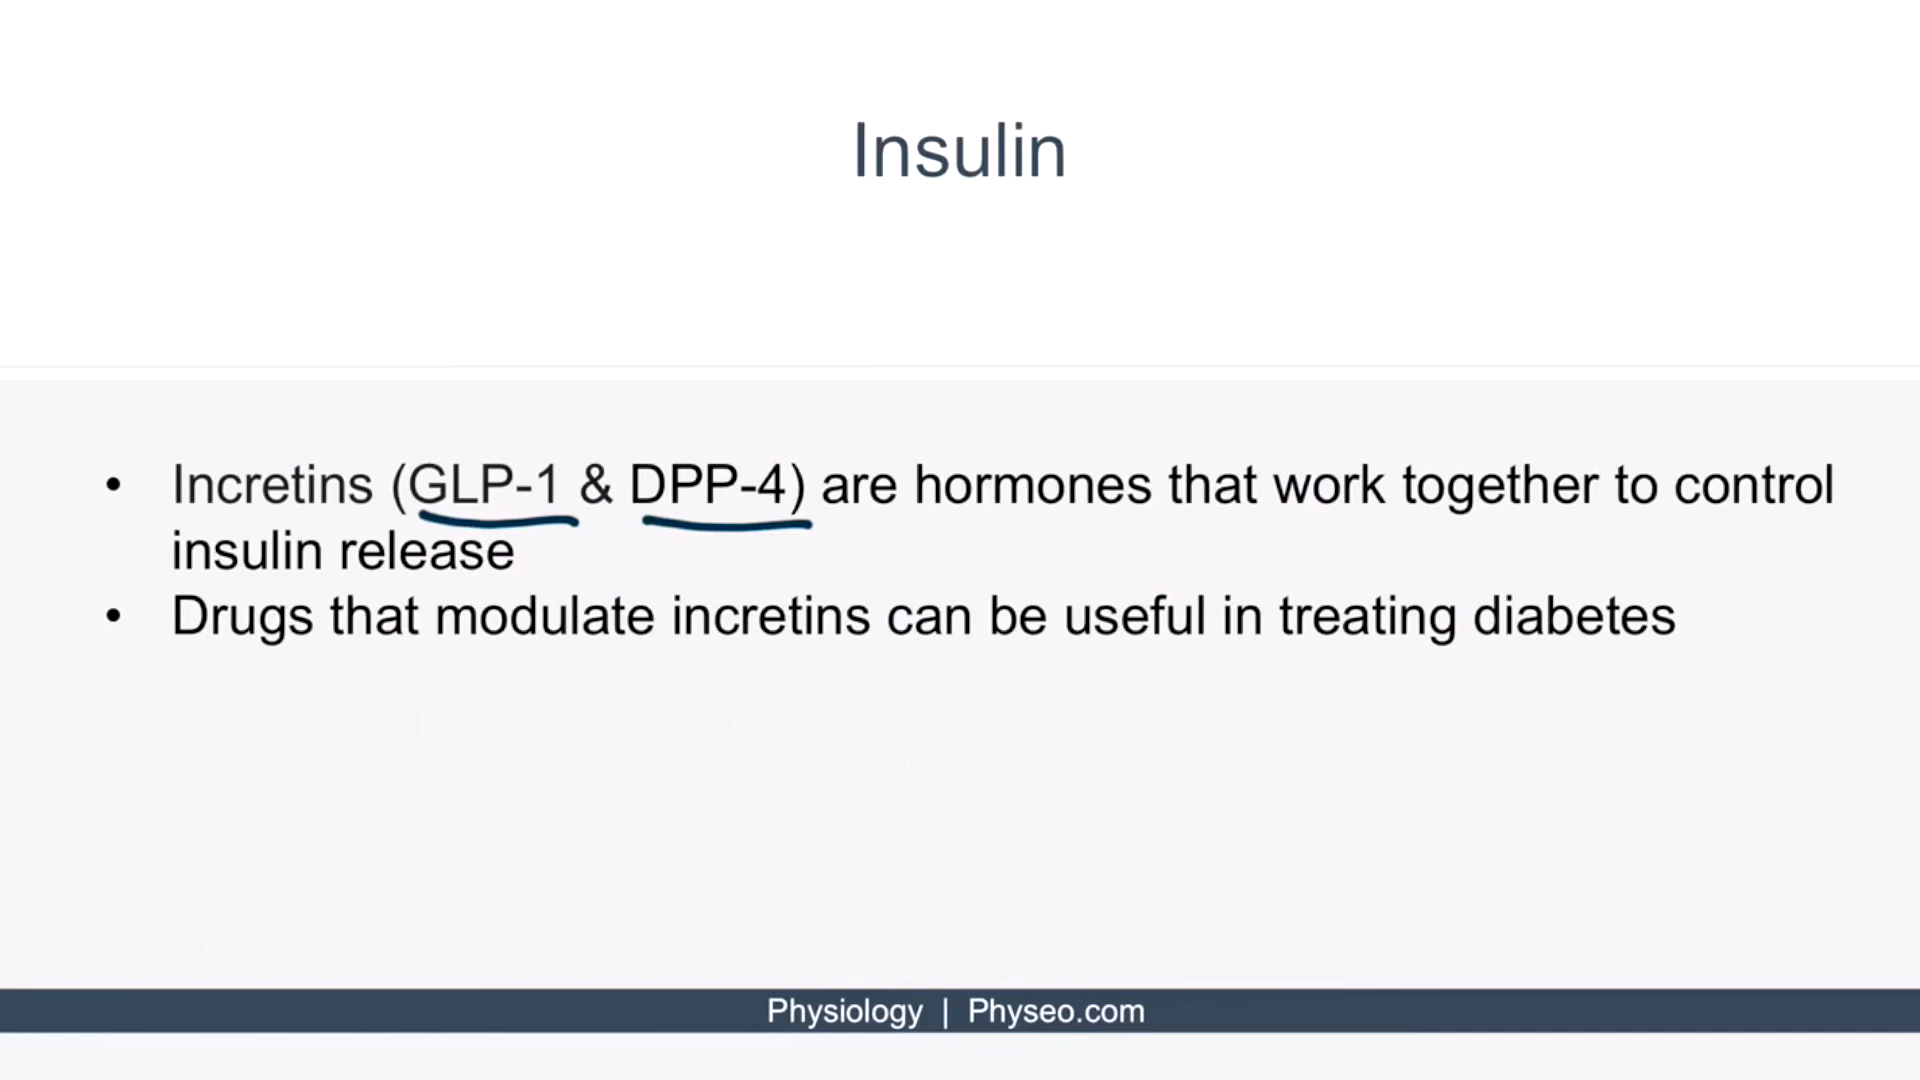 Insulin
• Incretins (GLP-1 & DPP-4) are hormones that work together to control
insulin release
• Drugs that modulate incretins can be useful in treating diabetes
Physiology | Physeo.com